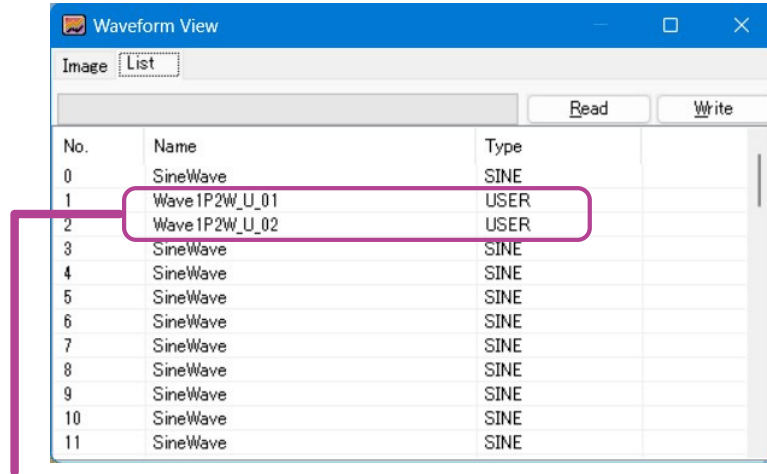 Waveform View
Image List
Read Write
No. Name Type
0 SineWave SINE
1 Wave1P2W_U_01 USER
2 Wave1P2W_U_02 USER
3 SineWave SINE
4 SineWave SINE
5 SineWave SINE
6 SineWave SINE
7 SineWave SINE
8 SineWave SINE
9 SineWave SINE
10 SineWave SINE
11 SineWave SINE